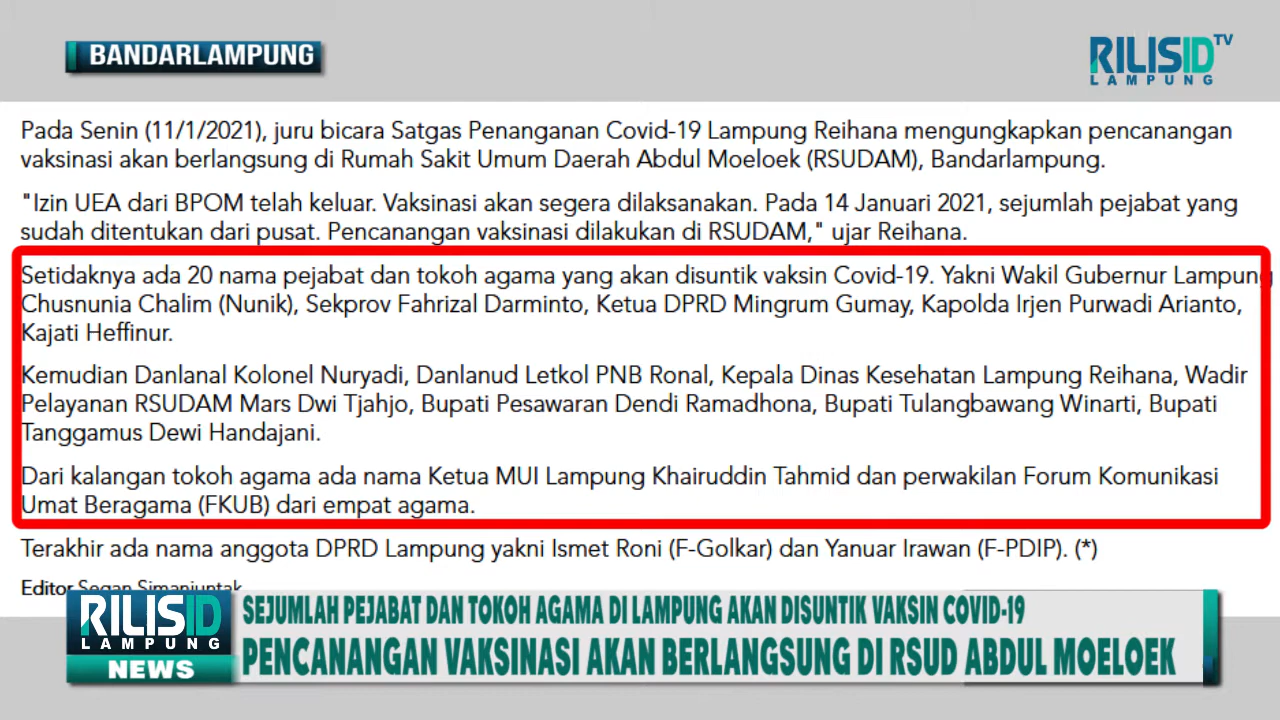 BANDARLAMPUNG
RILISID TV
LAMPUNG
Pada Senin (11/1/2021), juru bicara Satgas Penanganan Covid-19 Lampung Reihana mengungkapkan pencanangan
vaksinasi akan berlangsung di Rumah Sakit Umum Daerah Abdul Moeloek (RSUDAM), Bandarlampung.
"Izin UEA dari BPOM telah keluar. Vaksinasi akan segera dilaksanakan. Pada 14 Januari 2021, sejumlah pejabat yang
sudah ditentukan dari pusat. Pencanangan vaksinasi dilakukan di RSUDAM," ujar Reihana.
Setidaknya ada 20 nama pejabat dan tokoh agama yang akan disuntik vaksin Covid-19. Yakni Wakil Gubernur Lampung
Chusnunia Chalim (Nunik), Sekprov Fahrizal Darminto, Ketua DPRD Mingrum Gumay, Kapolda Irjen Purwadi Arianto,
Kajati Heffinur.
Kemudian Danlanal Kolonel Nuryadi, Danlanud Letkol PNB Ronal, Kepala Dinas Kesehatan Lampung Reihana, Wadir
Pelayanan RSUDAM Mars Dwi Tjahjo, Bupati Pesawaran Dendi Ramadhona, Bupati Tulangbawang Winarti, Bupati
Tanggamus Dewi Handajani.
Dari kalangan tokoh agama ada nama Ketua MUI Lampung Khairuddin Tahmid dan perwakilan Forum Komunikasi
Umat Beragama (FKUB) dari empat agama.
Terakhir ada nama anggota DPRD Lampung yakni Ismet Roni (F-Golkar) dan Yanuar Irawan (F-PDIP). (*)
Editor Segan Simanjuntak
RILISID
LAMPUNG
NEWS
SEJUMLAH PEJABAT DAN TOKOH AGAMA DI LAMPUNG AKAN DISUNTIK VAKSIN COVID-19
PENCANANGAN VAKSINASI AKAN BERLANGSUNG DI RSUD ABDUL MOELOEK